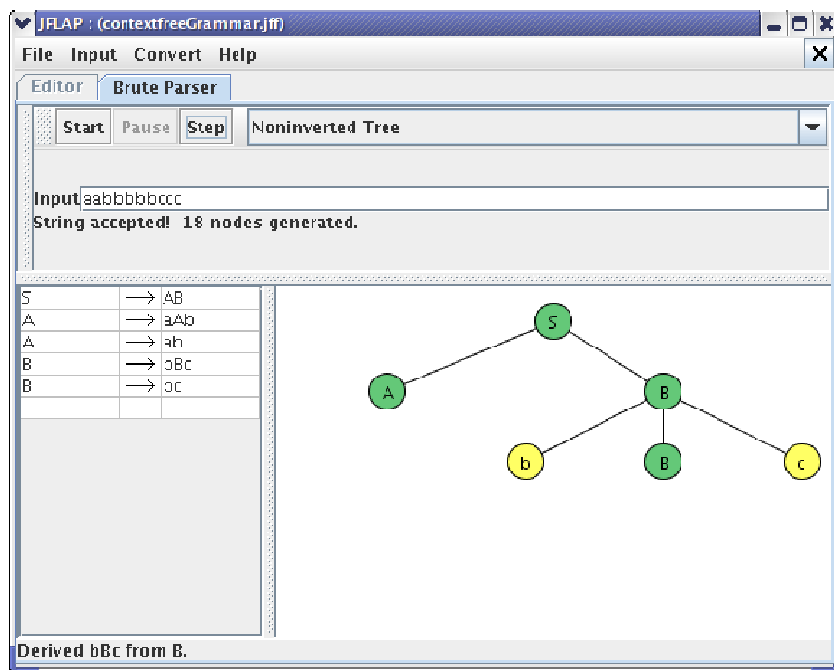 JFLAP : (contextfreeGrammar.jff)
File Input Convert Help
Editor Brute Parser
Start Pause Step Noninverted Tree
Input aabbbbbccc
String accepted! 18 nodes generated.
S → AB
A → aAb
A → ab
B → bBc
B → bc
S
A B
b B c
Derived bBc from B.